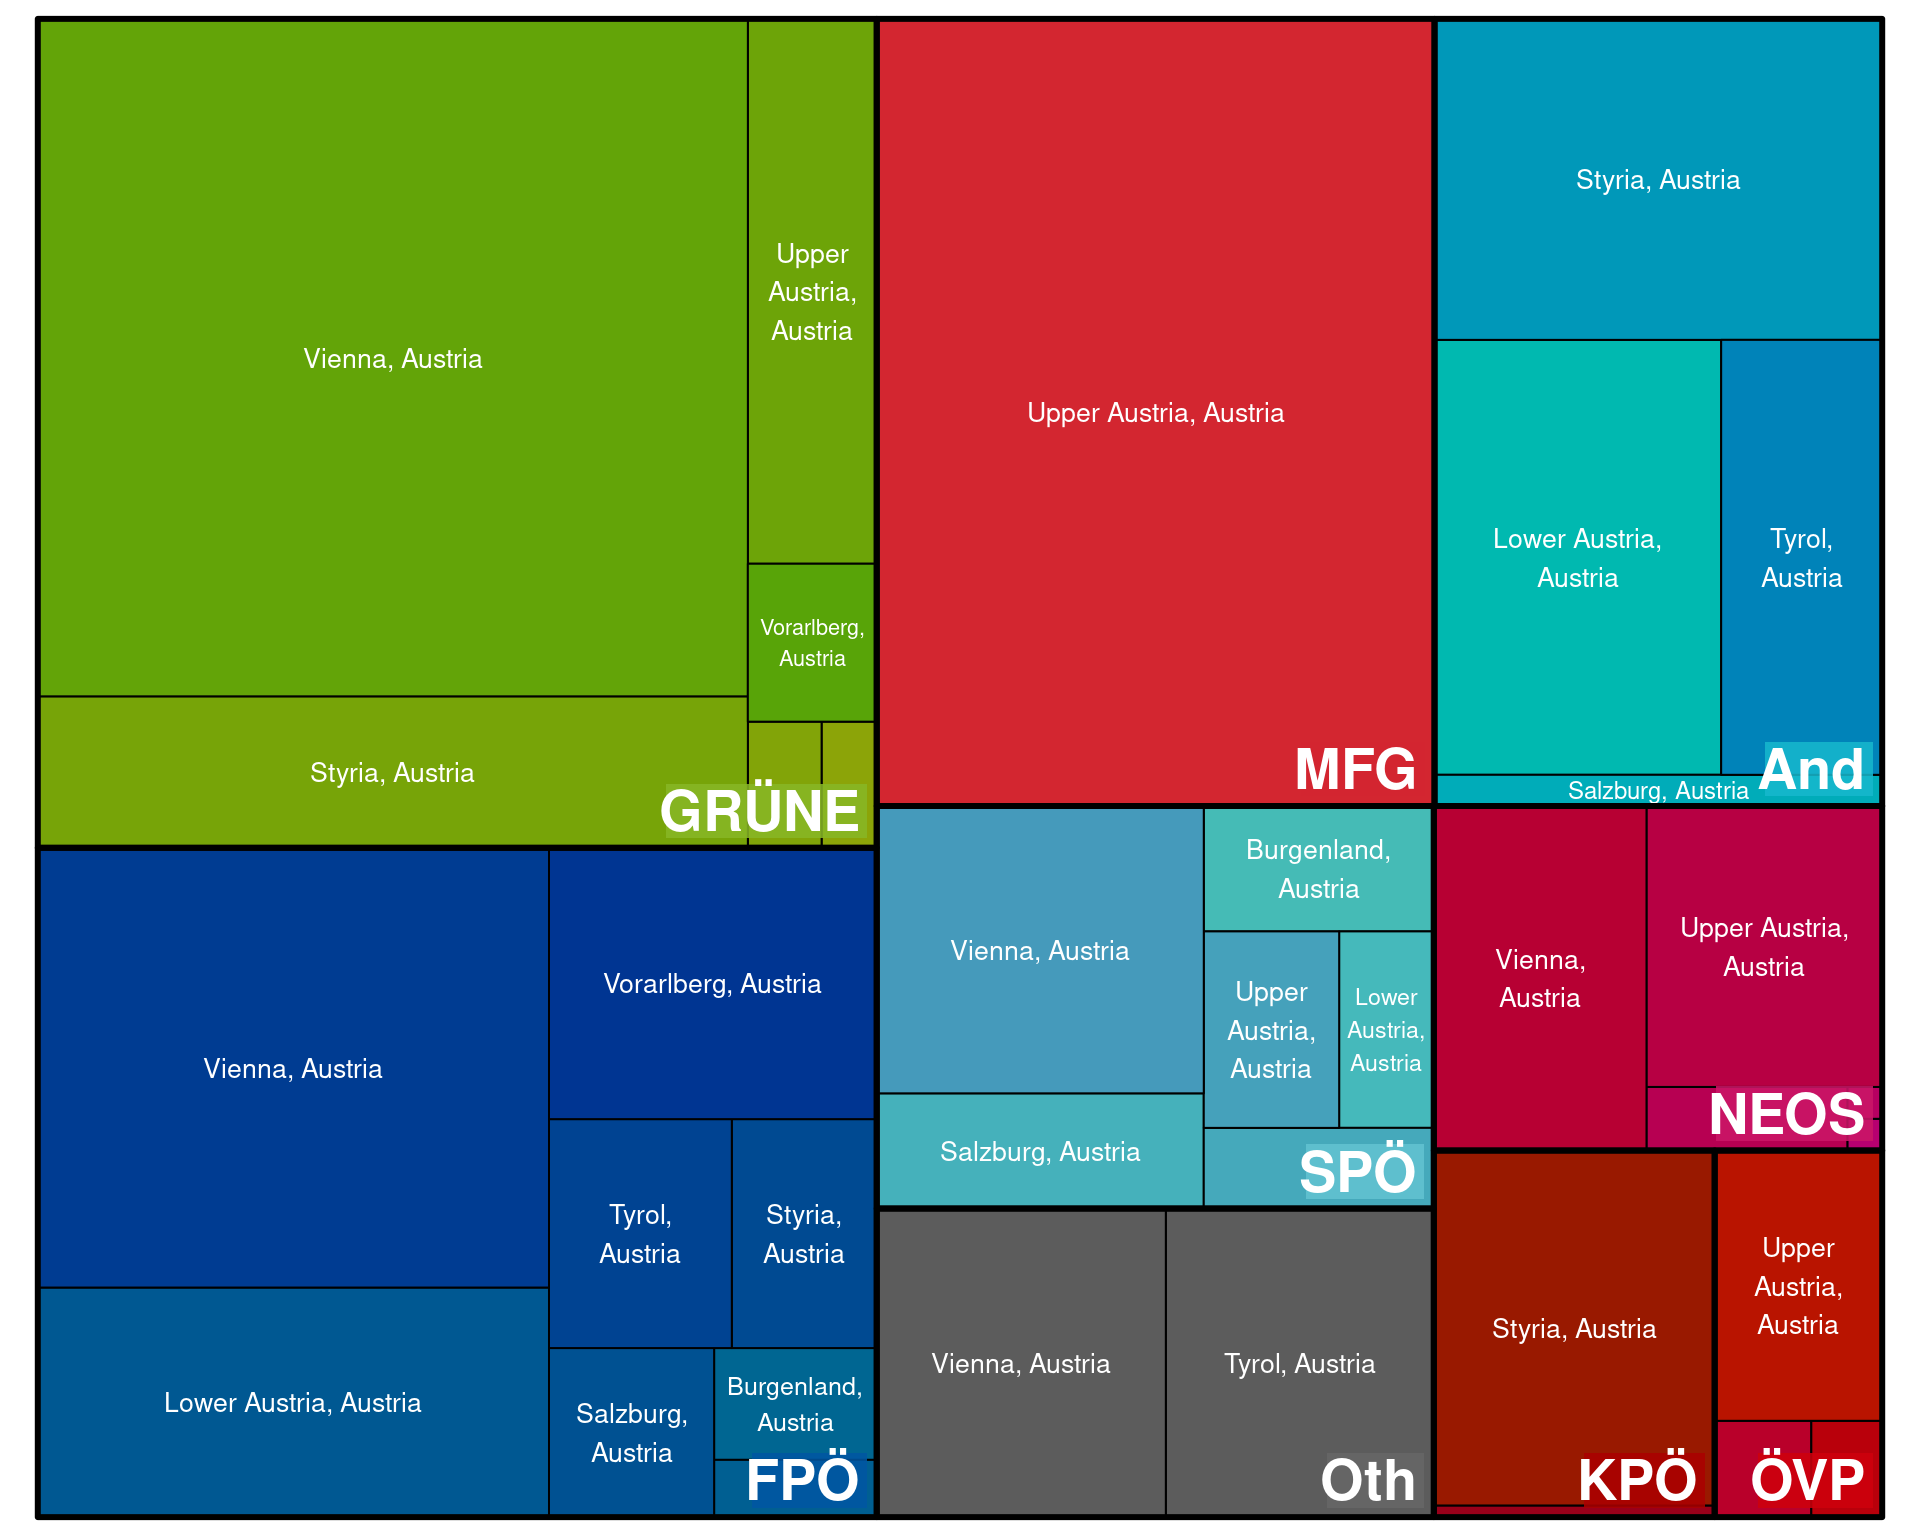 Vienna, Austria
Upper
Austria,
Austria
Vorarlberg,
Austria
Styria, Austria
GRÜNE
Vienna, Austria
Vorarlberg, Austria
Tyrol,
Austria
Styria,
Austria
Lower Austria, Austria
Salzburg,
Austria
Burgenland,
Austria
FPÖ
Upper Austria, Austria
MFG
Vienna, Austria
Burgenland,
Austria
Upper
Austria,
Austria
Lower
Austria,
Austria
Salzburg, Austria
SPÖ
Vienna, Austria
Tyrol, Austria
Oth
Styria, Austria
Lower Austria,
Austria
Tyrol,
Austria
Salzburg, Austria
And
Vienna,
Austria
Upper Austria,
Austria
NEOS
Styria, Austria
KPÖ
Upper
Austria,
Austria
ÖVP